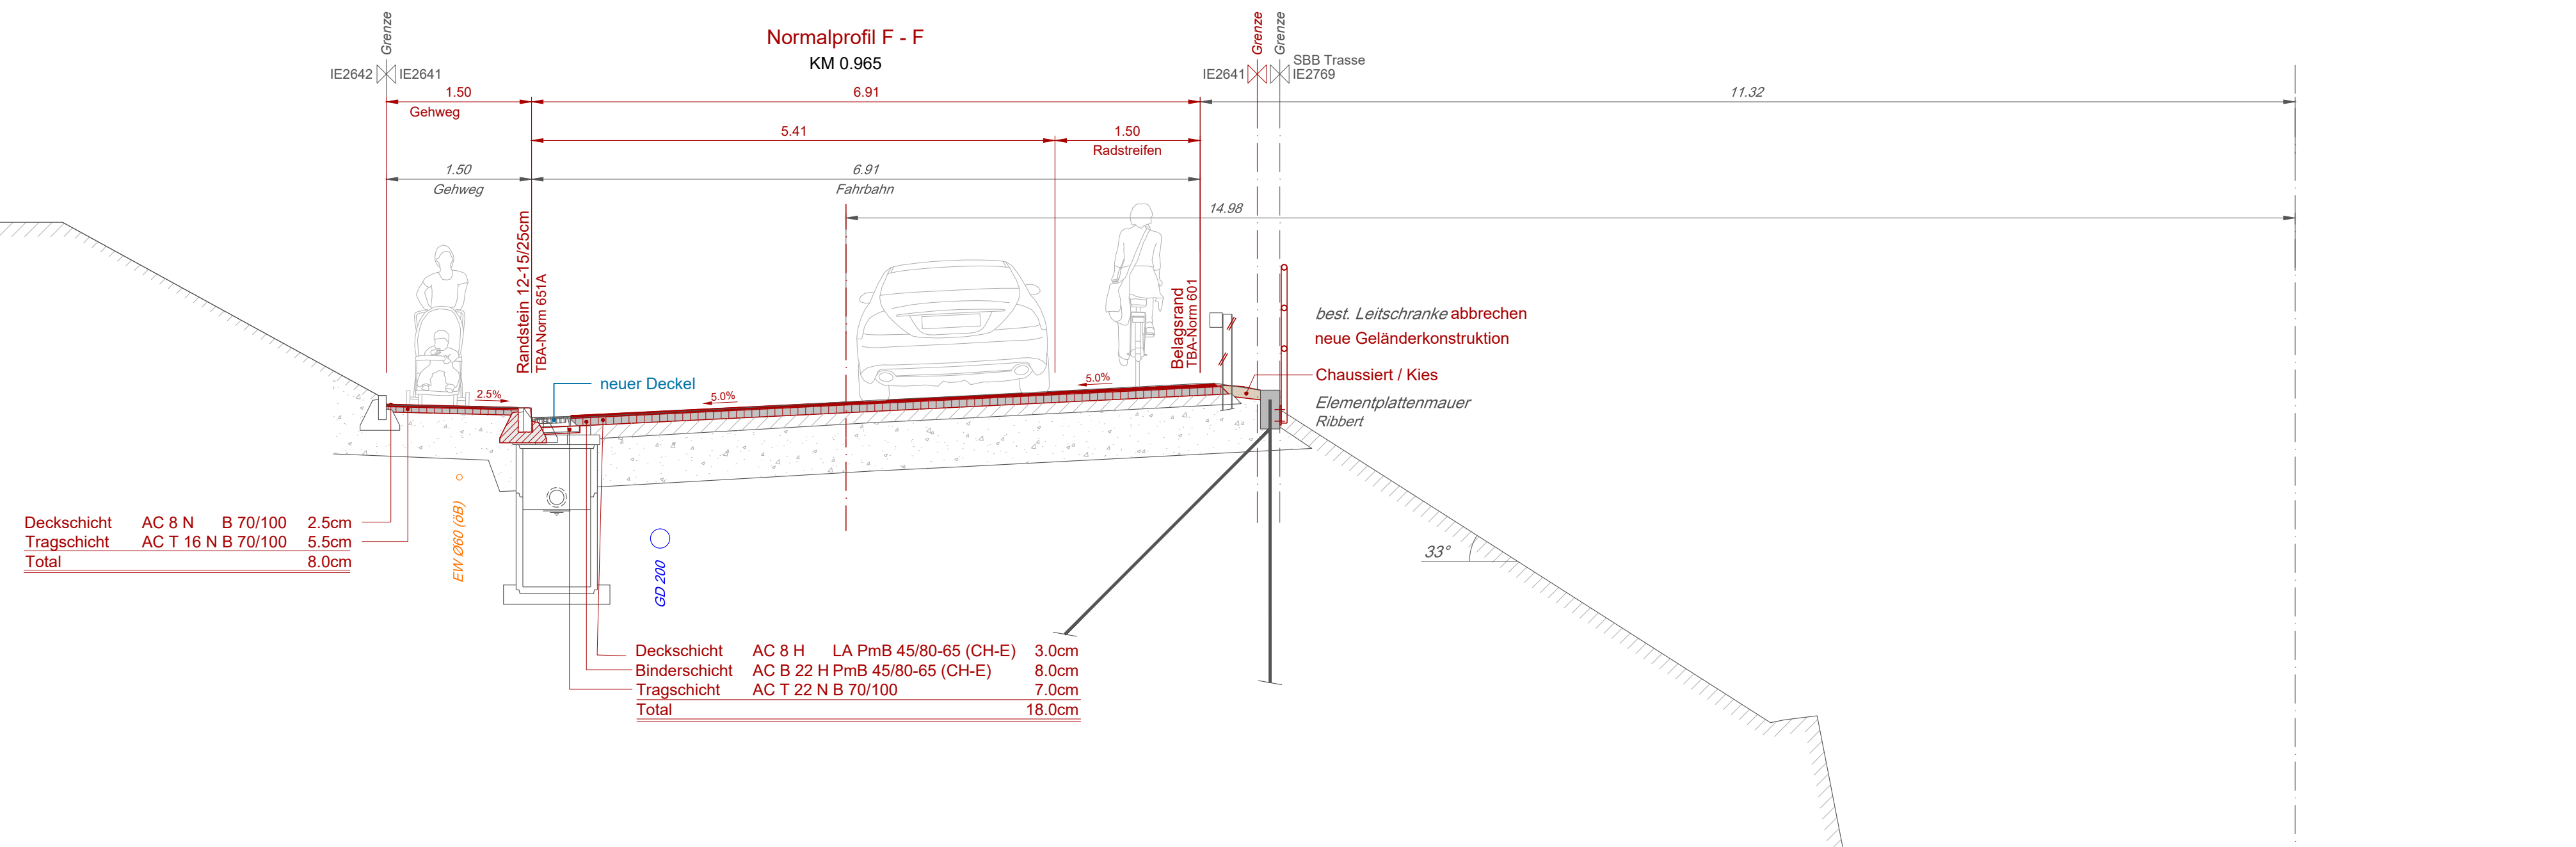 Grenze
Grenze
Grenze
Normalprofil F - F
KM 0.965
IE2642 IE2641
IE2641
SBB Trasse
IE2769
1.50
6.91
11.32
Gehweg
5.41
1.50
Radstreifen
1.50
6.91
Gehweg
Fahrbahn
14.98
Randstein 12-15/25cm
TBA-Norm 651A
Belagsrand
TBA-Norm 601
best. Leitschranke abbrechen
neue Geländerkonstruktion
Chaussiert / Kies
Elementplattenmauer
Ribbert
neuer Deckel
2.5%
5.0%
5.0%
Deckschicht AC 8 N B 70/100 2.5cm
Tragschicht AC T 16 N B 70/100 5.5cm
Total 8.0cm
EW Ø60 (öB)
GD 200
33°
Deckschicht AC 8 H LA PmB 45/80-65 (CH-E) 3.0cm
Binderschicht AC B 22 H PmB 45/80-65 (CH-E) 8.0cm
Tragschicht AC T 22 N B 70/100 7.0cm
Total 18.0cm